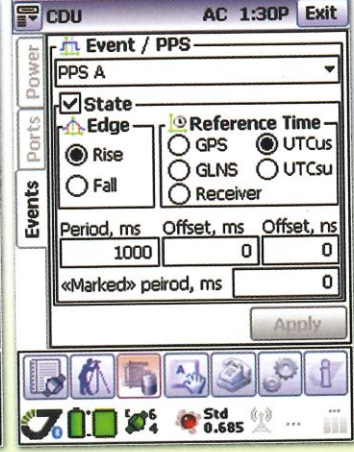 CDU AC 1:30P Exit
Power
Ports
Events
Event / PPS
PPS A
State
Edge
Rise
Fall
Reference Time
GPS UTCus
GLNS UTCsu
Receiver
Period, ms Offset, ms Offset, ns
1000 0 0
«Marked» peirod, ms 0
Apply
0 6 4 Std 0.685 ...